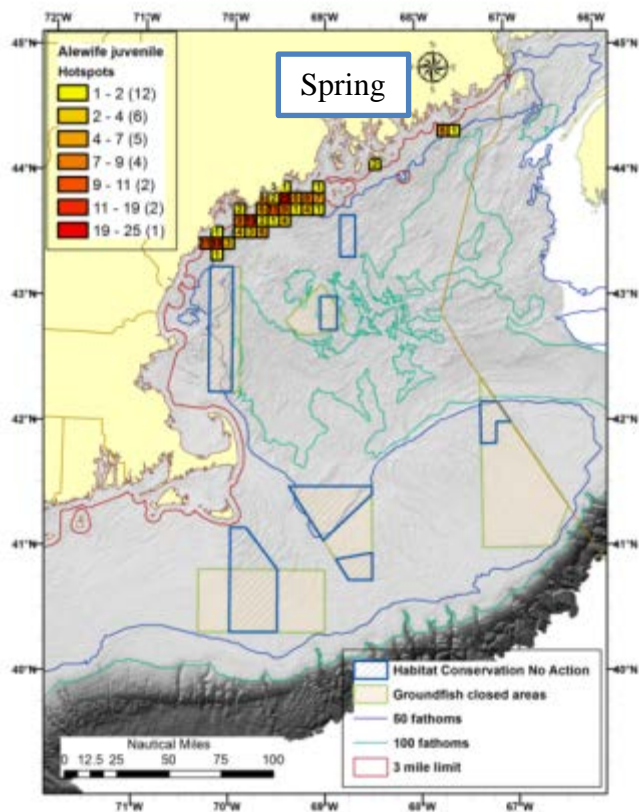 72°W 71°W 70°W 69°W 68°W 67°W 66°W
45°N 45°N
Alewife juvenile
Hotspots
1 - 2 (12)
2 - 4 (6)
4 - 7 (5)
7 - 9 (4)
9 - 11 (2)
11 - 19 (2)
19 - 25 (1)
Spring
44°N 44°N
43°N 43°N
42°N 42°N
41°N 41°N
40°N 40°N
Habitat Conservation No Action
Groundfish closed areas
50 fathoms
100 fathoms
3 mile limit
Nautical Miles
0 12.5 25 50 75 100
71°W 70°W 69°W 68°W 67°W